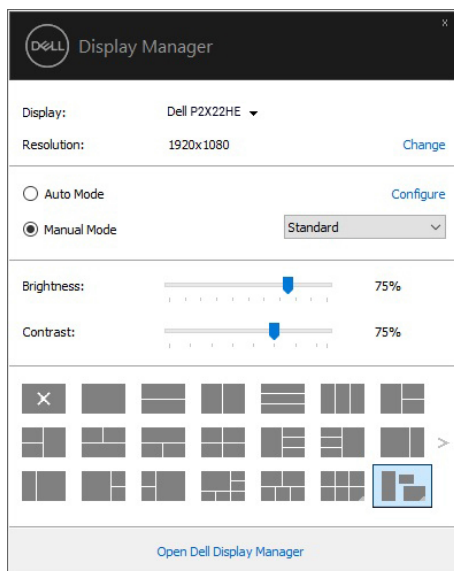 x
DELL Display Manager
Display: Dell P2X22HE
Resolution: 1920x1080 Change
Auto Mode Configure
Manual Mode Standard
Brightness: 75%
Contrast: 75%
Open Dell Display Manager